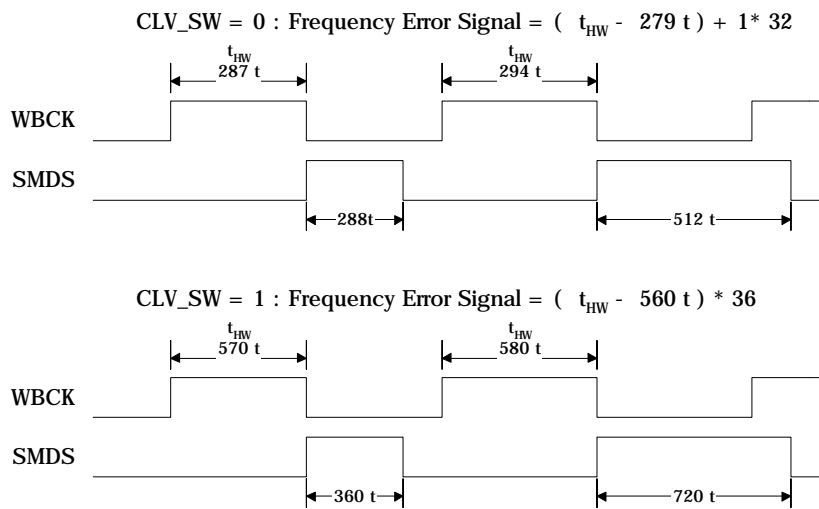 CLV_SW = 0 : Frequency Error Signal = ( t_HW - 279 t ) + 1* 32
t_HW t_HW
287 t 294 t
WBCK
SMDS
288t 512 t
CLV_SW = 1 : Frequency Error Signal = ( t_HW - 560 t ) * 36
t_HW t_HW
570 t 580 t
WBCK
SMDS
360 t 720 t